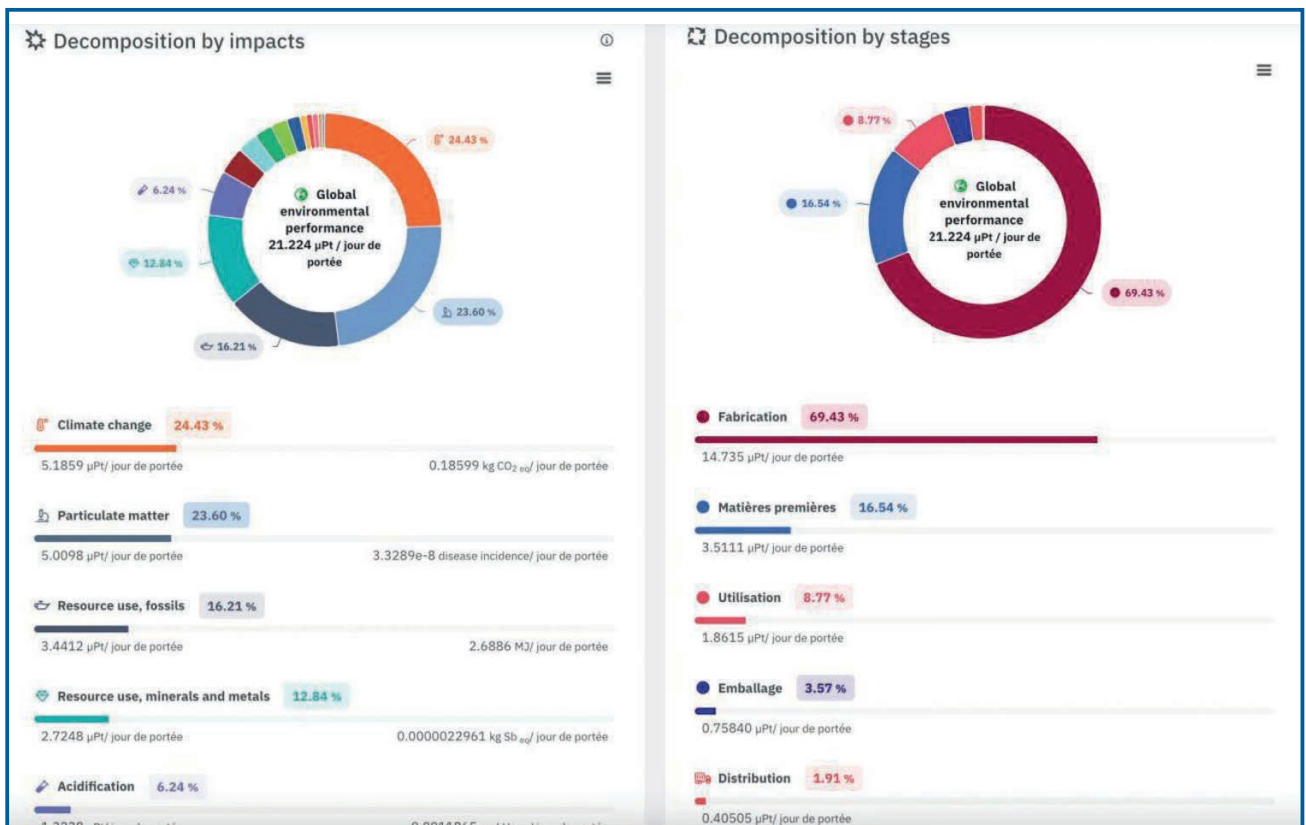 Decomposition by impacts
24.43 %
6.24 %
Global
environmental
performance
21.224 µPt / jour de
portée
12.84 %
23.60 %
16.21 %
Climate change 24.43 %
5.1859 µPt/ jour de portée 0.18599 kg CO2 eq/ jour de portée
Particulate matter 23.60 %
5.0098 µPt/ jour de portée 3.3289e-8 disease incidence/ jour de portée
Resource use, fossils 16.21 %
3.4412 µPt/ jour de portée 2.6886 MJ/ jour de portée
Resource use, minerals and metals 12.84 %
2.7248 µPt/ jour de portée 0.0000022961 kg Sb eq/ jour de portée
Acidification 6.24 %
Decomposition by stages
8.77 %
16.54 %
Global
environmental
performance
21.224 µPt / jour de
portée
69.43 %
Fabrication 69.43 %
14.735 µPt/ jour de portée
Matières premières 16.54 %
3.5111 µPt/ jour de portée
Utilisation 8.77 %
1.8615 µPt/ jour de portée
Emballage 3.57 %
0.75840 µPt/ jour de portée
Distribution 1.91 %
0.40505 µPt/ jour de portée